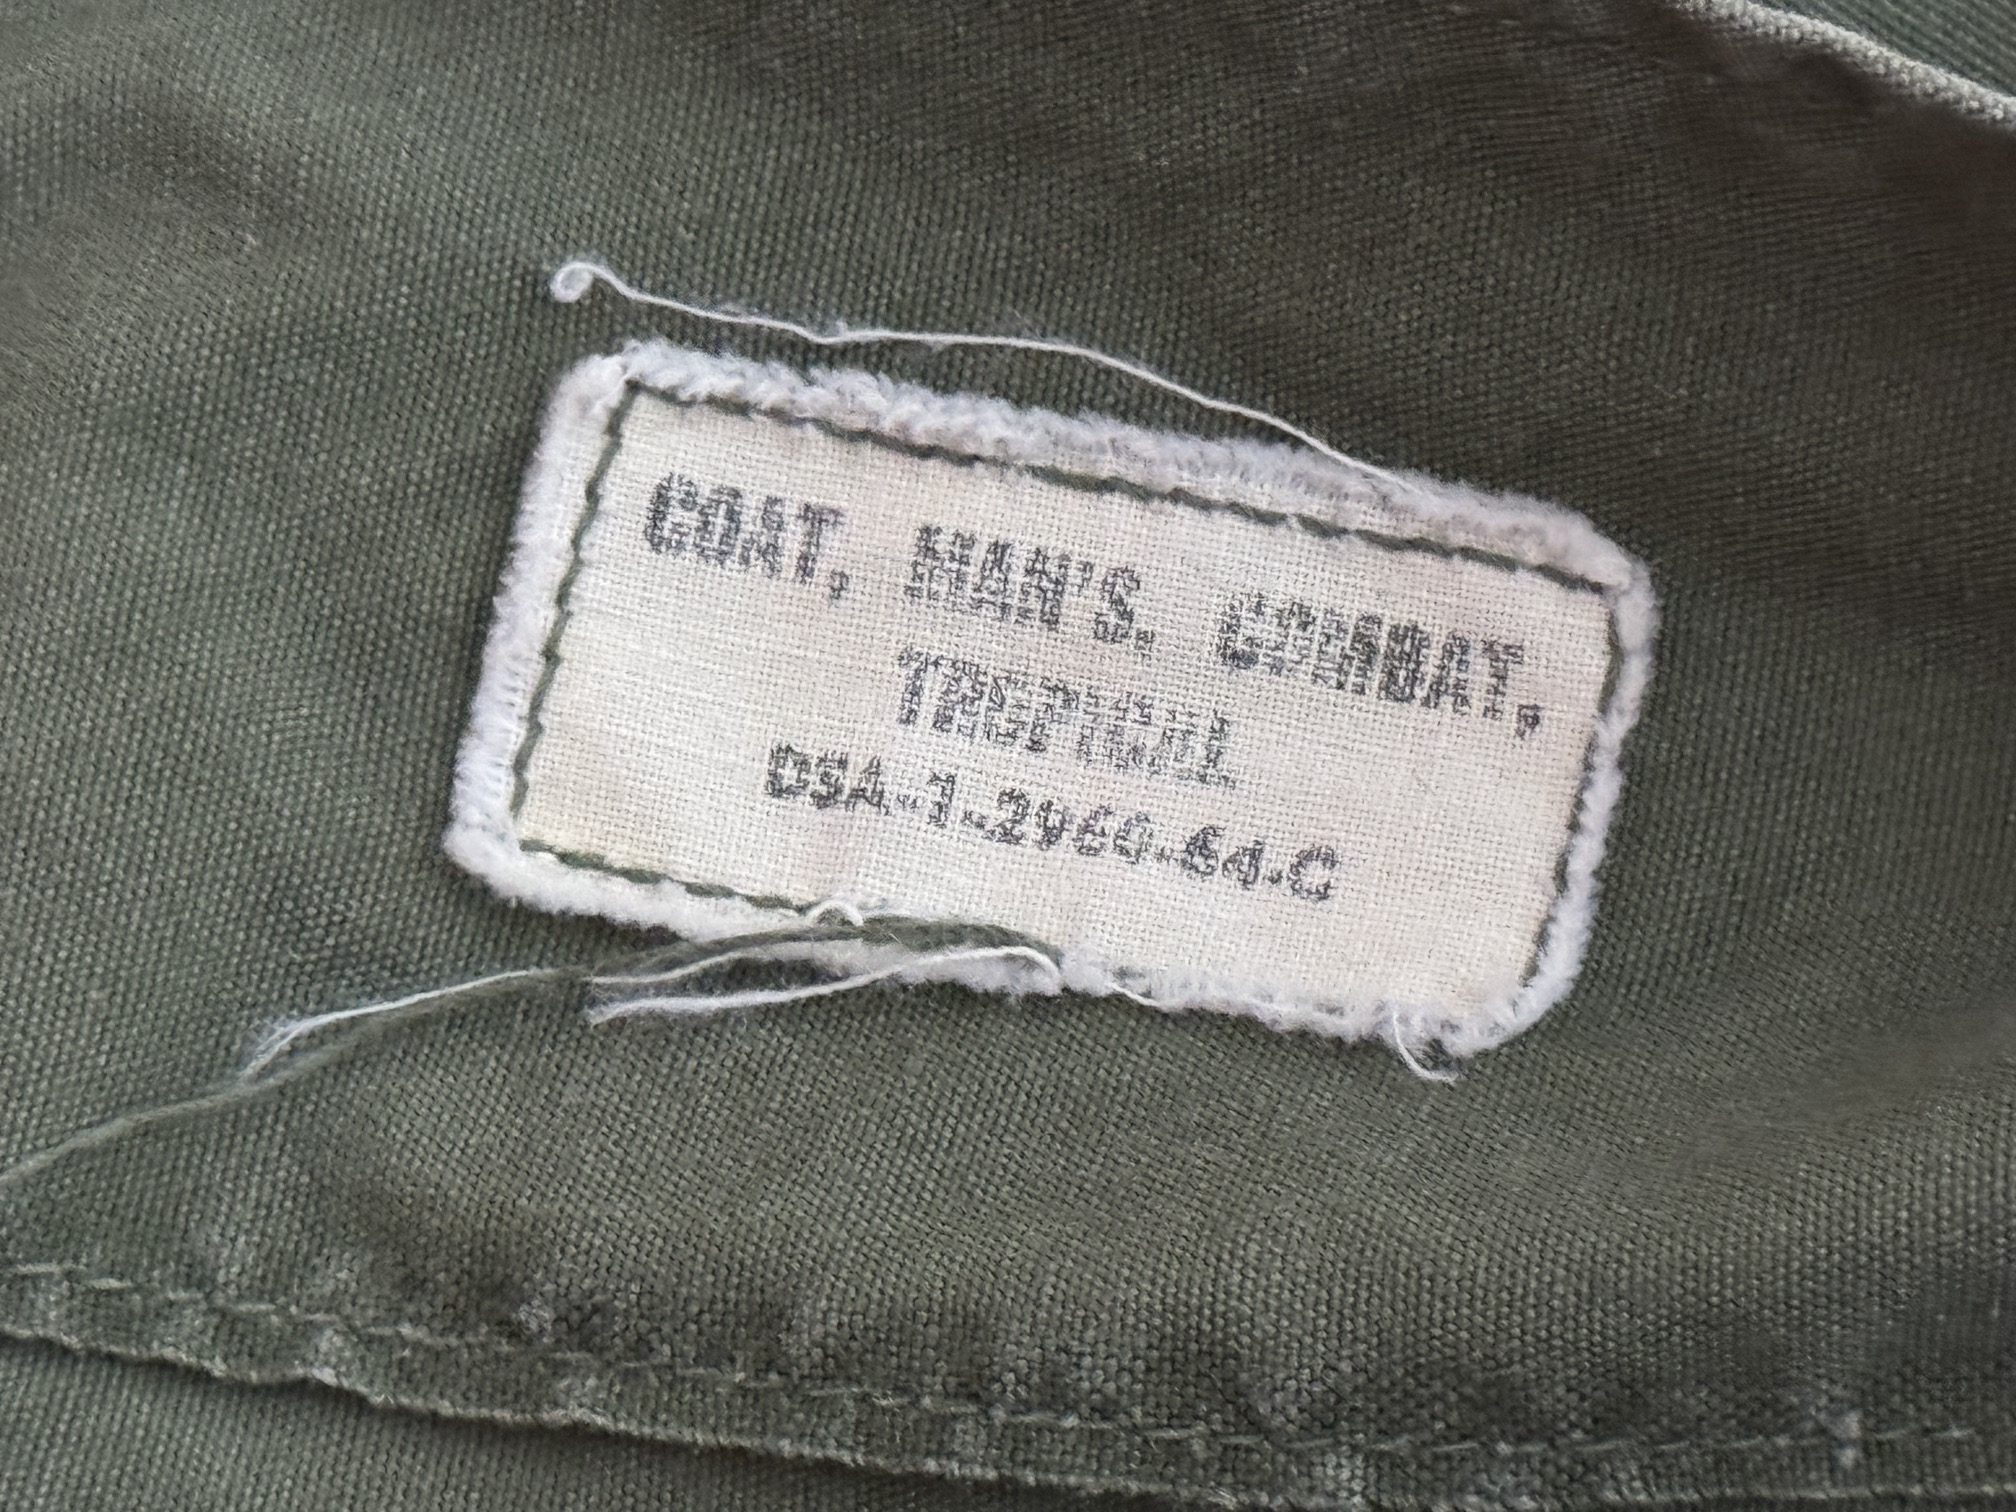 COAT, MAN'S. COMBAT,
TROPICAL
DSA-1-2960-64-C